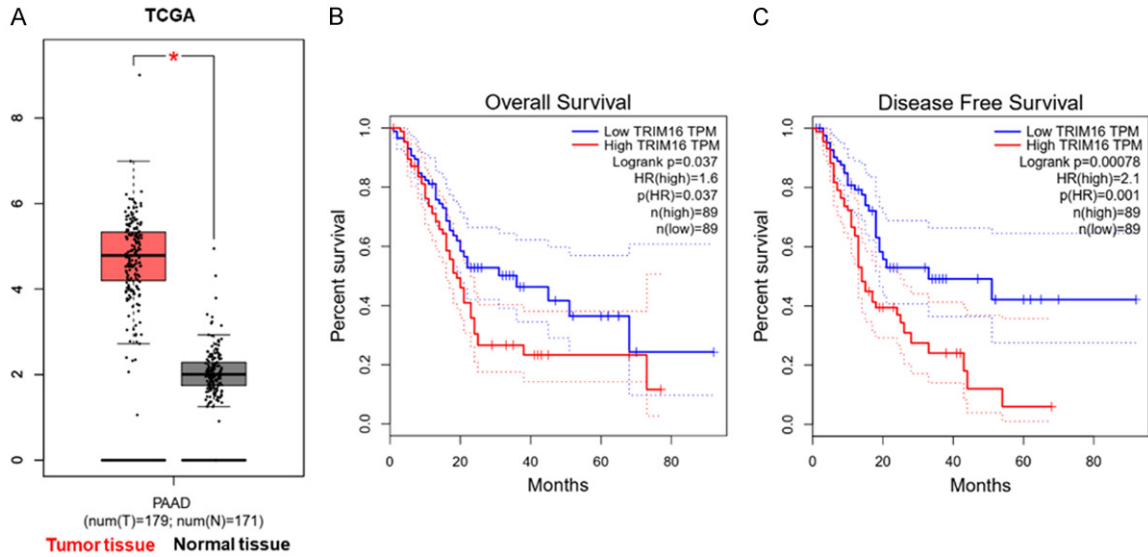 A
TCGA
*
8
6
4
2
0
PAAD
(num(T)=179; num(N)=171)
Tumor tissue Normal tissue
B
Overall Survival
Low TRIM16 TPM
High TRIM16 TPM
Logrank p=0.037
HR(high)=1.6
p(HR)=0.037
n(high)=89
n(low)=89
Percent survival
1.0
0.8
0.6
0.4
0.2
0.0
0 20 40 60 80
Months
C
Disease Free Survival
Low TRIM16 TPM
High TRIM16 TPM
Logrank p=0.00078
HR(high)=2.1
p(HR)=0.001
n(high)=89
n(low)=89
Percent survival
1.0
0.8
0.6
0.4
0.2
0.0
0 20 40 60 80
Months